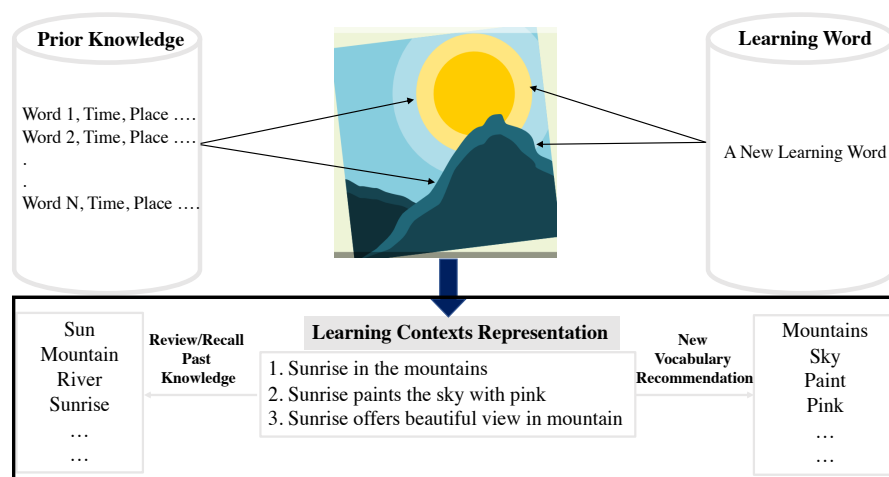 Prior Knowledge
Word 1, Time, Place ….
Word 2, Time, Place ….
.
.
Word N, Time, Place ….
Learning Word
A New Learning Word
Sun
Mountain
River
Sunrise
…
…
Review/Recall
Past
Knowledge
Learning Contexts Representation
1. Sunrise in the mountains
2. Sunrise paints the sky with pink
3. Sunrise offers beautiful view in mountain
New
Vocabulary
Recommendation
Mountains
Sky
Paint
Pink
…
…